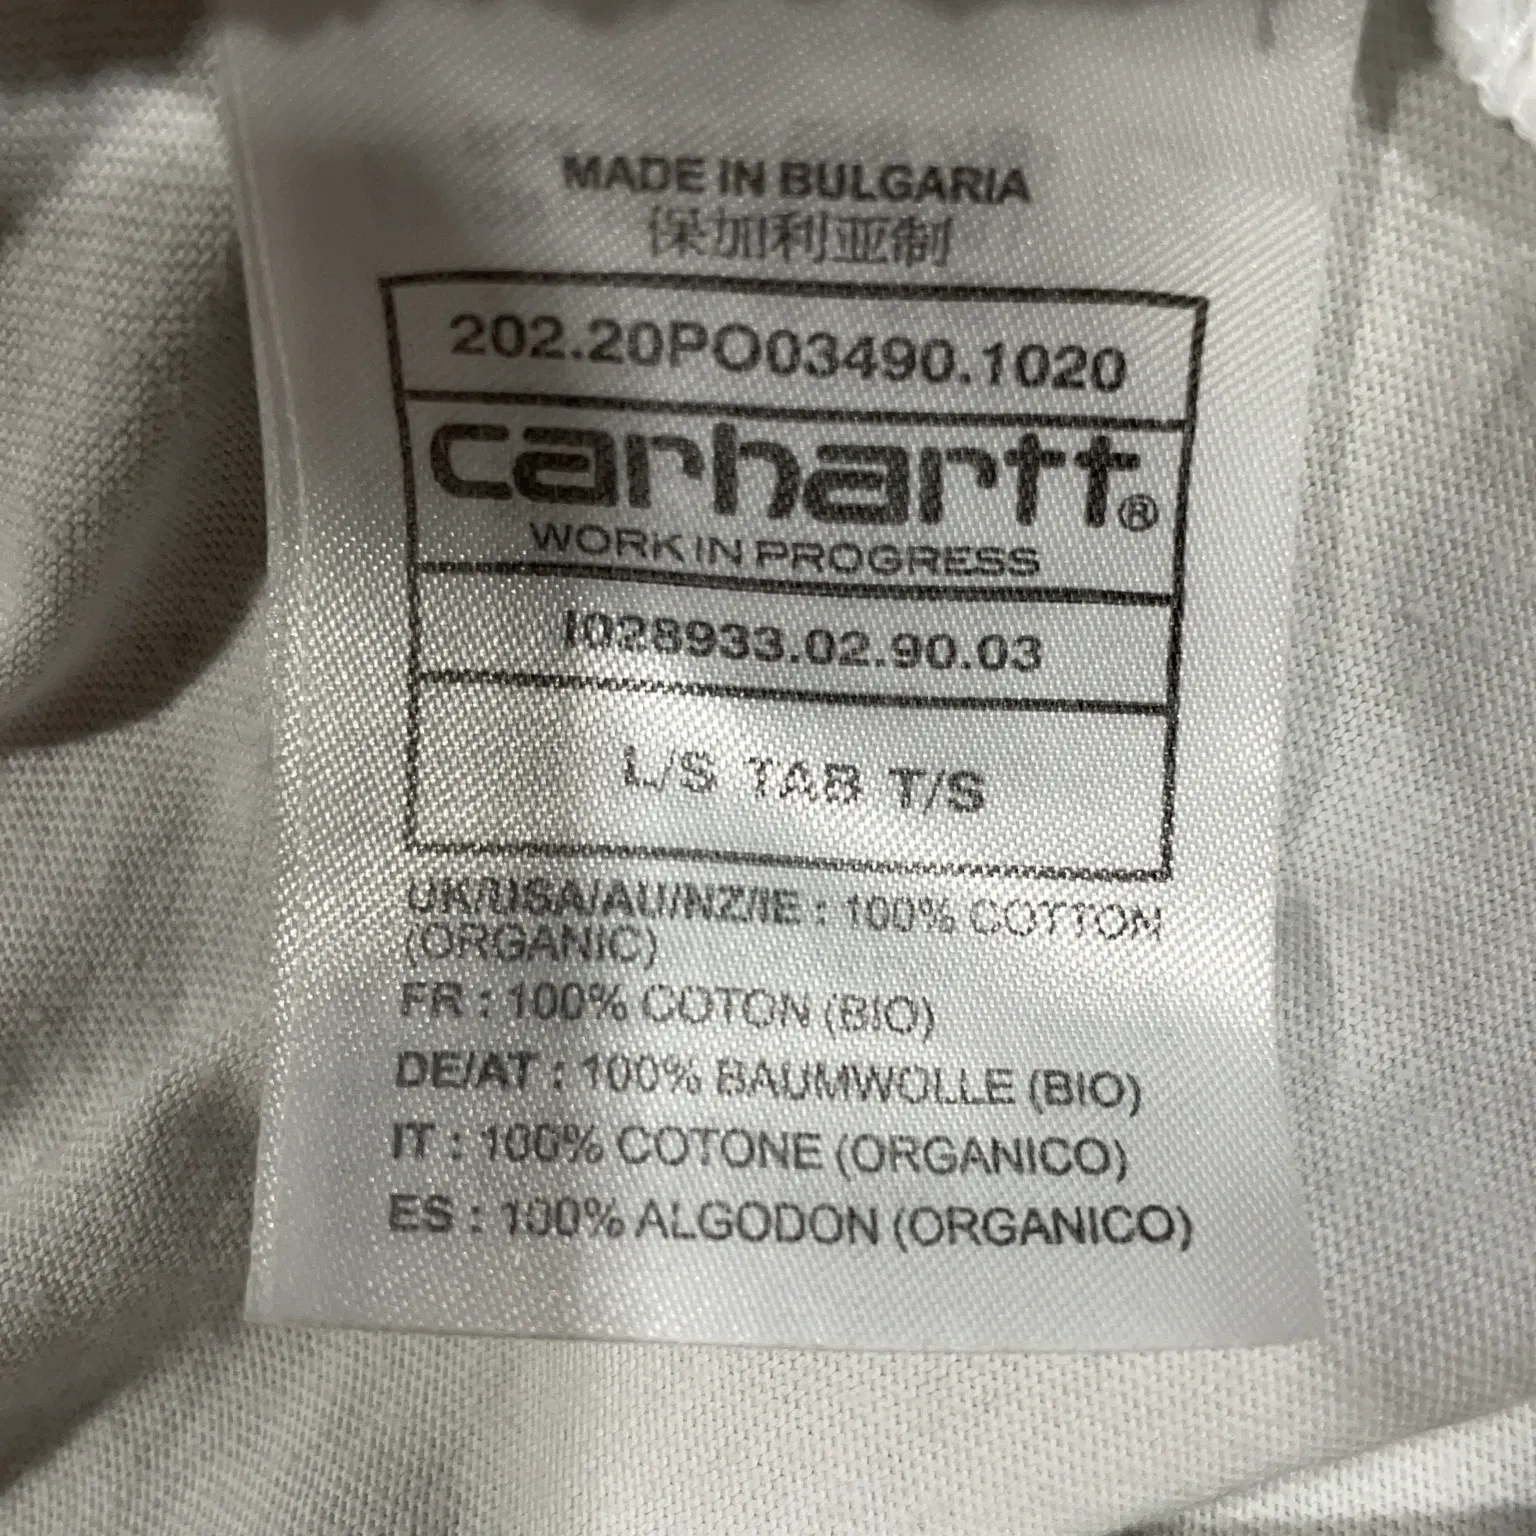 MADE IN BULGARIA
保加利亚制
202.20PO03490.1020
carhartt®
WORK IN PROGRESS
I028933.02.90.03
L/S TAB T/S
UK/USA/AU/NZ/IE : 100% COTTON
(ORGANIC)
FR : 100% COTON (BIO)
DE/AT : 100% BAUMWOLLE (BIO)
IT : 100% COTONE (ORGANICO)
ES : 100% ALGODON (ORGANICO)